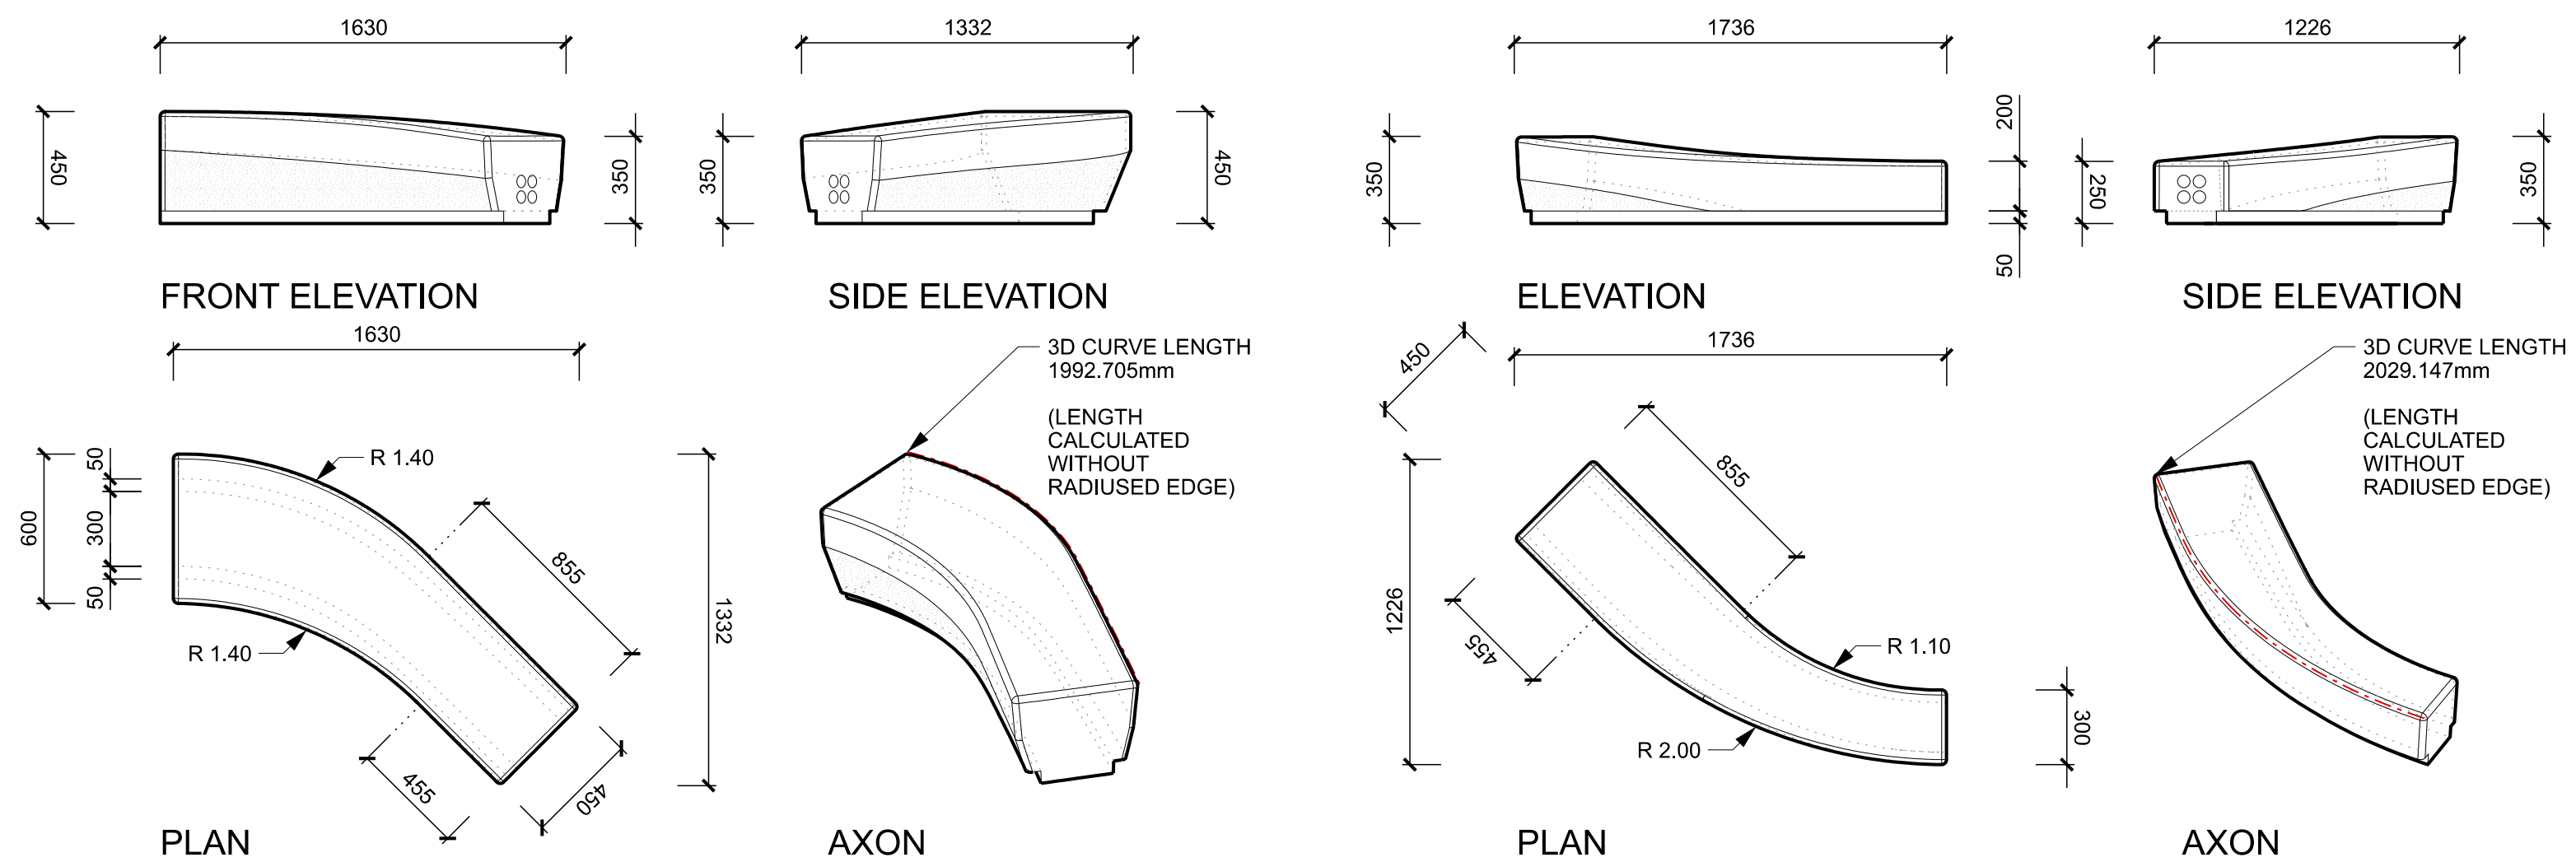 1630
1332
1736
1226
450
350
350
450
350
200
250
50
350
FRONT ELEVATION
SIDE ELEVATION
ELEVATION
SIDE ELEVATION
1630
3D CURVE LENGTH
1992.705mm
(LENGTH
CALCULATED
WITHOUT
RADIUSED EDGE)
450
1736
3D CURVE LENGTH
2029.147mm
(LENGTH
CALCULATED
WITHOUT
RADIUSED EDGE)
600
50
300
50
R 1.40
R 1.40
855
455
450
1332
855
1226
455
R 1.10
R 2.00
300
PLAN
AXON
PLAN
AXON